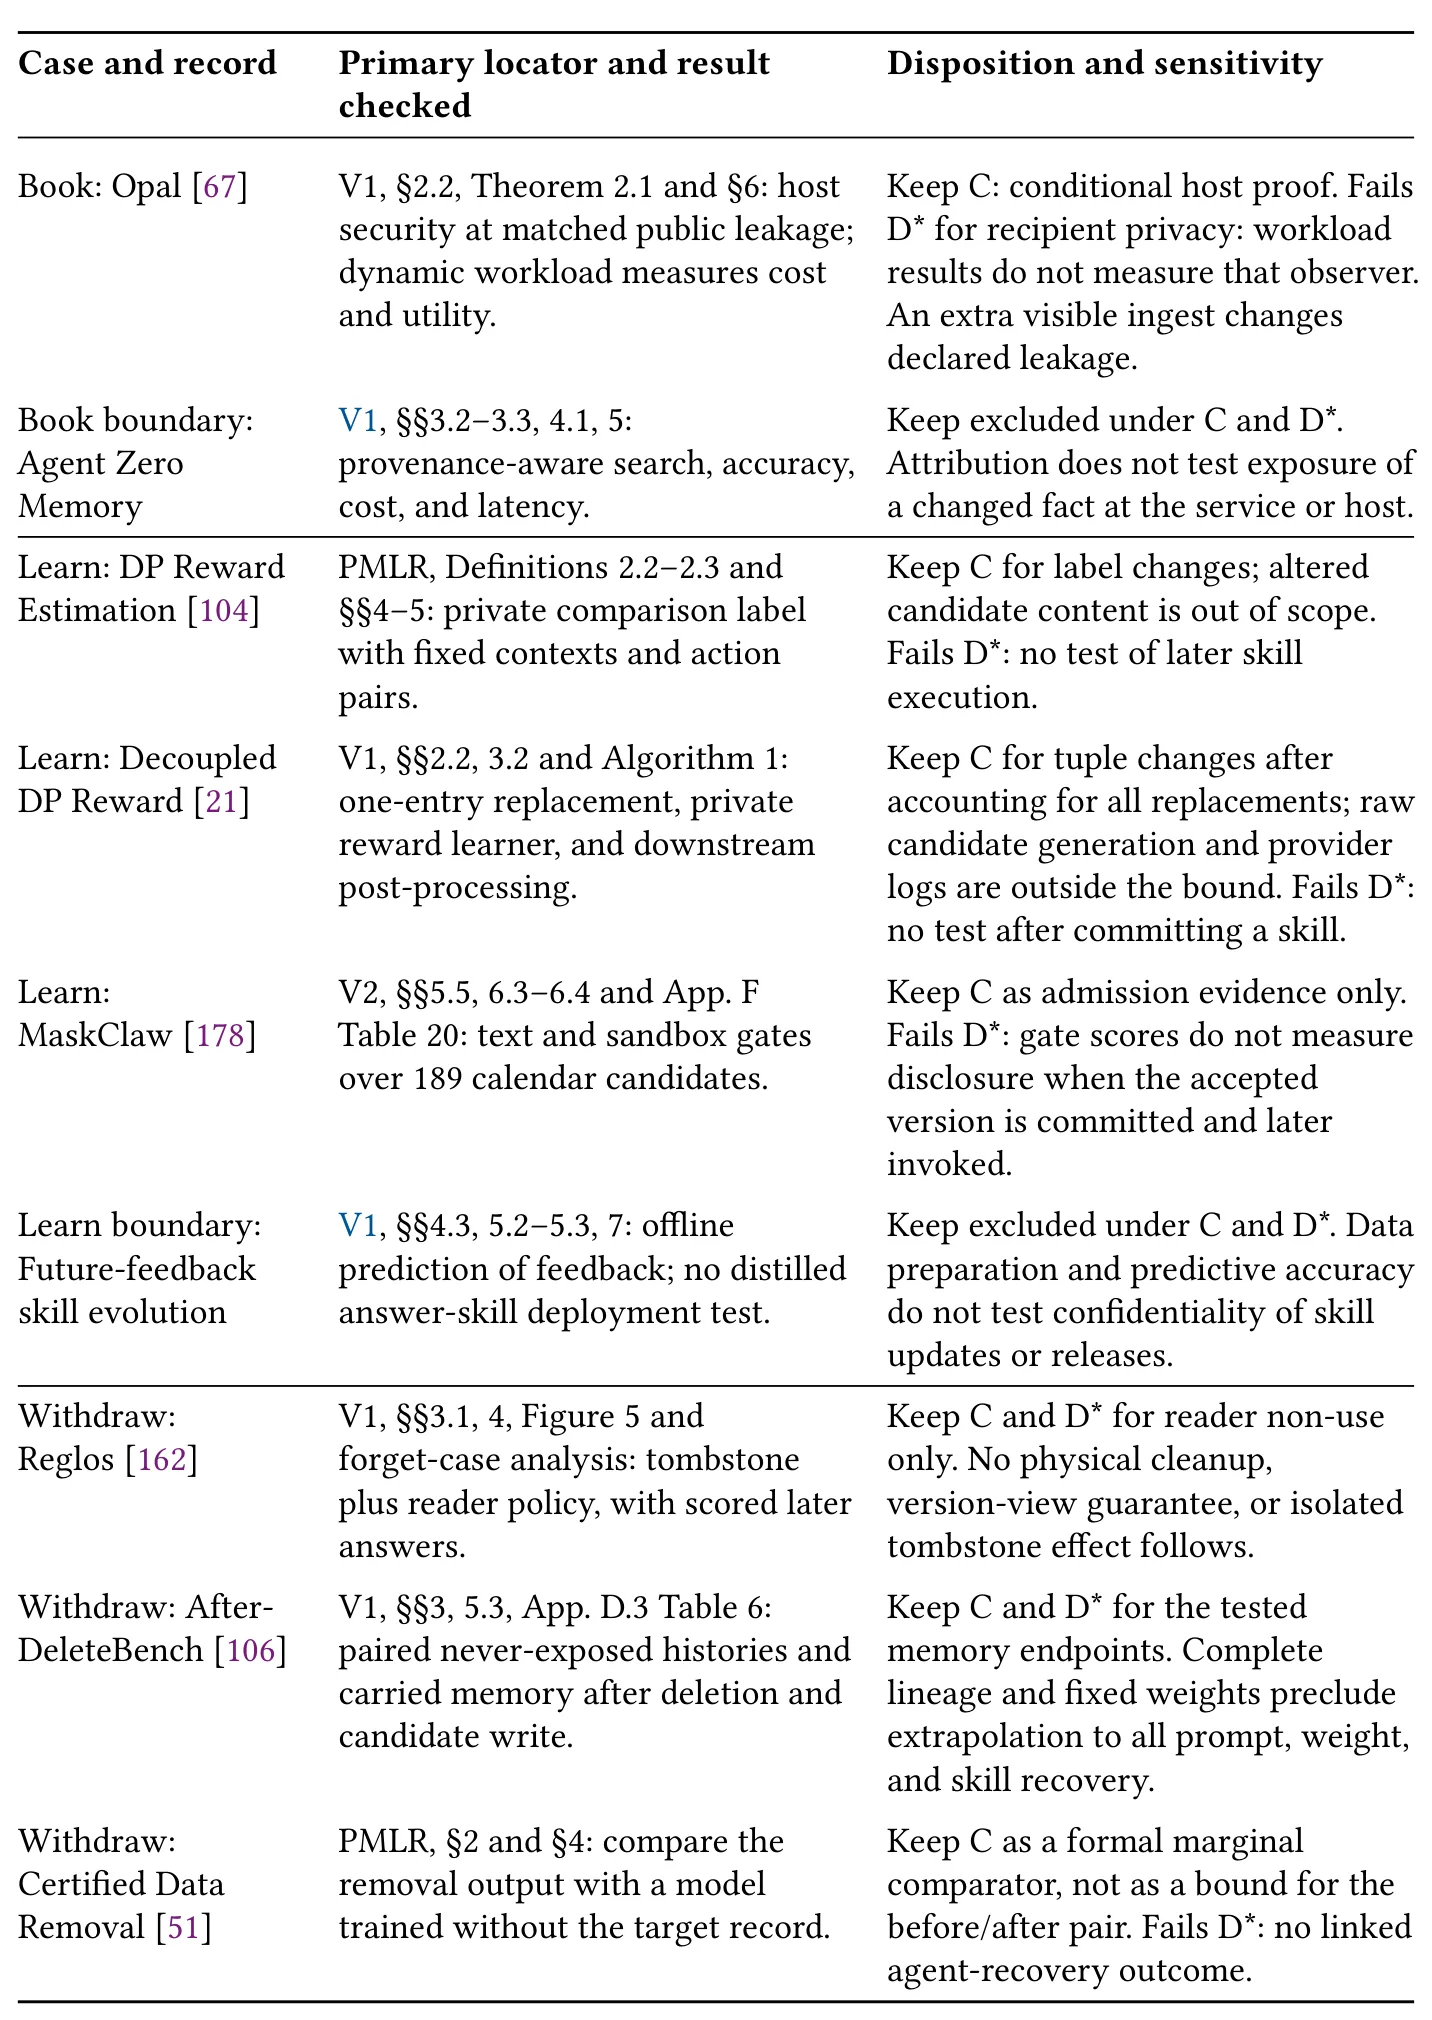 Case and record
Primary locator and result
checked
Disposition and sensitivity
Book: Opal [67]
V1, §2.2, Theorem 2.1 and §6: host
security at matched public leakage;
dynamic workload measures cost
and utility.
Keep C: conditional host proof. Fails
D* for recipient privacy: workload
results do not measure that observer.
An extra visible ingest changes
declared leakage.
Book boundary:
Agent Zero
Memory
V1, §§3.2–3.3, 4.1, 5:
provenance-aware search, accuracy,
cost, and latency.
Keep excluded under C and D*.
Attribution does not test exposure of
a changed fact at the service or host.
Learn: DP Reward
Estimation [104]
PMLR, Definitions 2.2–2.3 and
§§4–5: private comparison label
with fixed contexts and action
pairs.
Keep C for label changes; altered
candidate content is out of scope.
Fails D*: no test of later skill
execution.
Learn: Decoupled
DP Reward [21]
V1, §§2.2, 3.2 and Algorithm 1:
one-entry replacement, private
reward learner, and downstream
post-processing.
Keep C for tuple changes after
accounting for all replacements; raw
candidate generation and provider
logs are outside the bound. Fails D*:
no test after committing a skill.
Learn:
MaskClaw [178]
V2, §§5.5, 6.3–6.4 and App. F
Table 20: text and sandbox gates
over 189 calendar candidates.
Keep C as admission evidence only.
Fails D*: gate scores do not measure
disclosure when the accepted
version is committed and later
invoked.
Learn boundary:
Future-feedback
skill evolution
V1, §§4.3, 5.2–5.3, 7: offline
prediction of feedback; no distilled
answer-skill deployment test.
Keep excluded under C and D*. Data
preparation and predictive accuracy
do not test confidentiality of skill
updates or releases.
Withdraw:
Reglos [162]
V1, §§3.1, 4, Figure 5 and
forget-case analysis: tombstone
plus reader policy, with scored later
answers.
Keep C and D* for reader non-use
only. No physical cleanup,
version-view guarantee, or isolated
tombstone effect follows.
Withdraw: After-
DeleteBench [106]
V1, §§3, 5.3, App. D.3 Table 6:
paired never-exposed histories and
carried memory after deletion and
candidate write.
Keep C and D* for the tested
memory endpoints. Complete
lineage and fixed weights preclude
extrapolation to all prompt, weight,
and skill recovery.
Withdraw:
Certified Data
Removal [51]
PMLR, §2 and §4: compare the
removal output with a model
trained without the target record.
Keep C as a formal marginal
comparator, not as a bound for the
before/after pair. Fails D*: no linked
agent-recovery outcome.